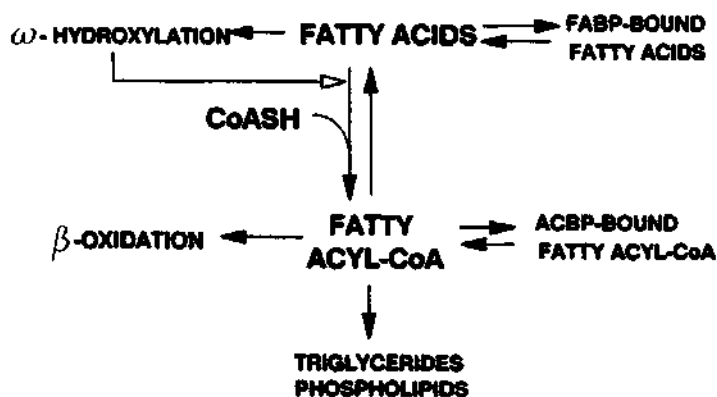 ω-HYDROXYLATION FATTY ACIDS FABP-BOUND
FATTY ACIDS
CoASH
β-OXIDATION FATTY ACYL-CoA ACBP-BOUND
FATTY ACYL-CoA
TRIGLYCERIDES
PHOSPHOLIPIDS